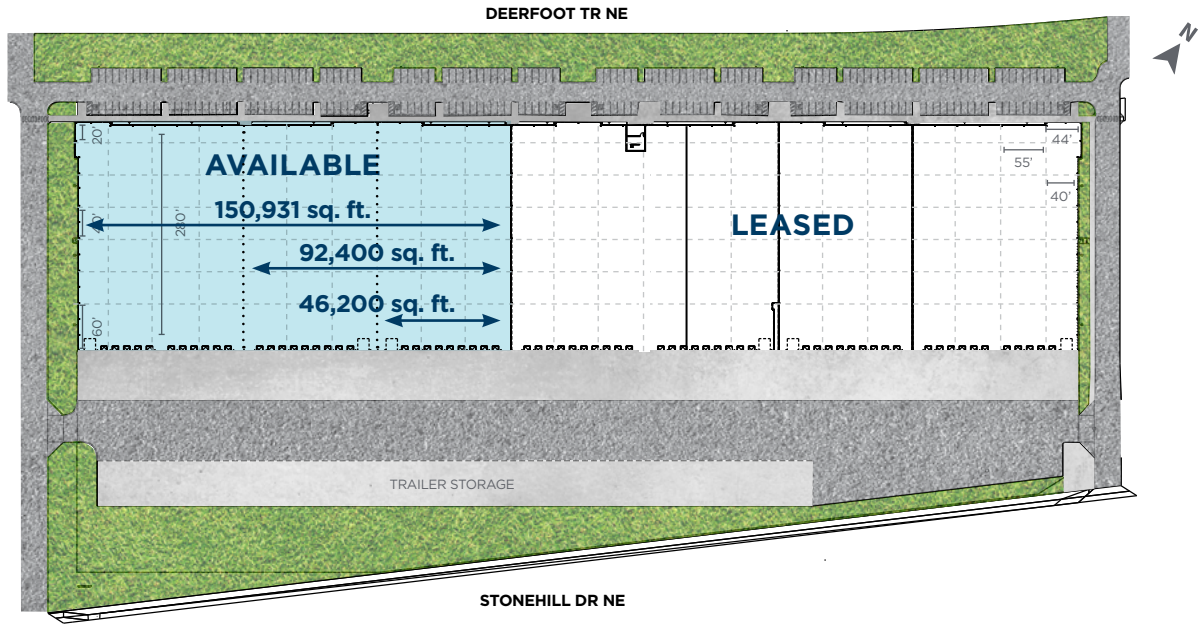 DEERFOOT TR NE
N
20'
44'
55'
AVAILABLE
40'
150,931 sq. ft.
280'
LEASED
92,400 sq. ft.
46,200 sq. ft.
60'
TRAILER STORAGE
STONEHILL DR NE